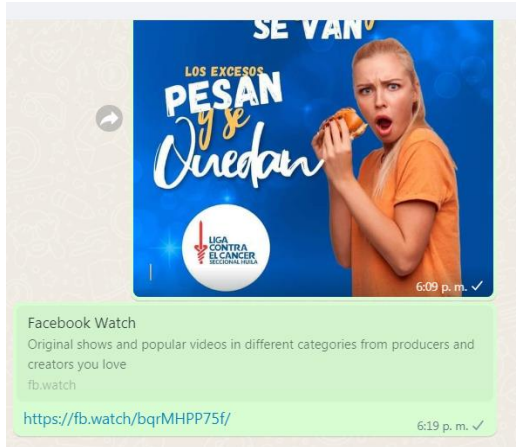 SE VAN
LOS EXCESOS
PESAN
y se
Quedan
LIGA
CONTRA
EL CANCER
SECCIONAL HUILA
6:09 p. m.
Facebook Watch
Original shows and popular videos in different categories from producers and
creators you love
fb.watch
https://fb.watch/bqrMHPP75f/
6:19 p. m.